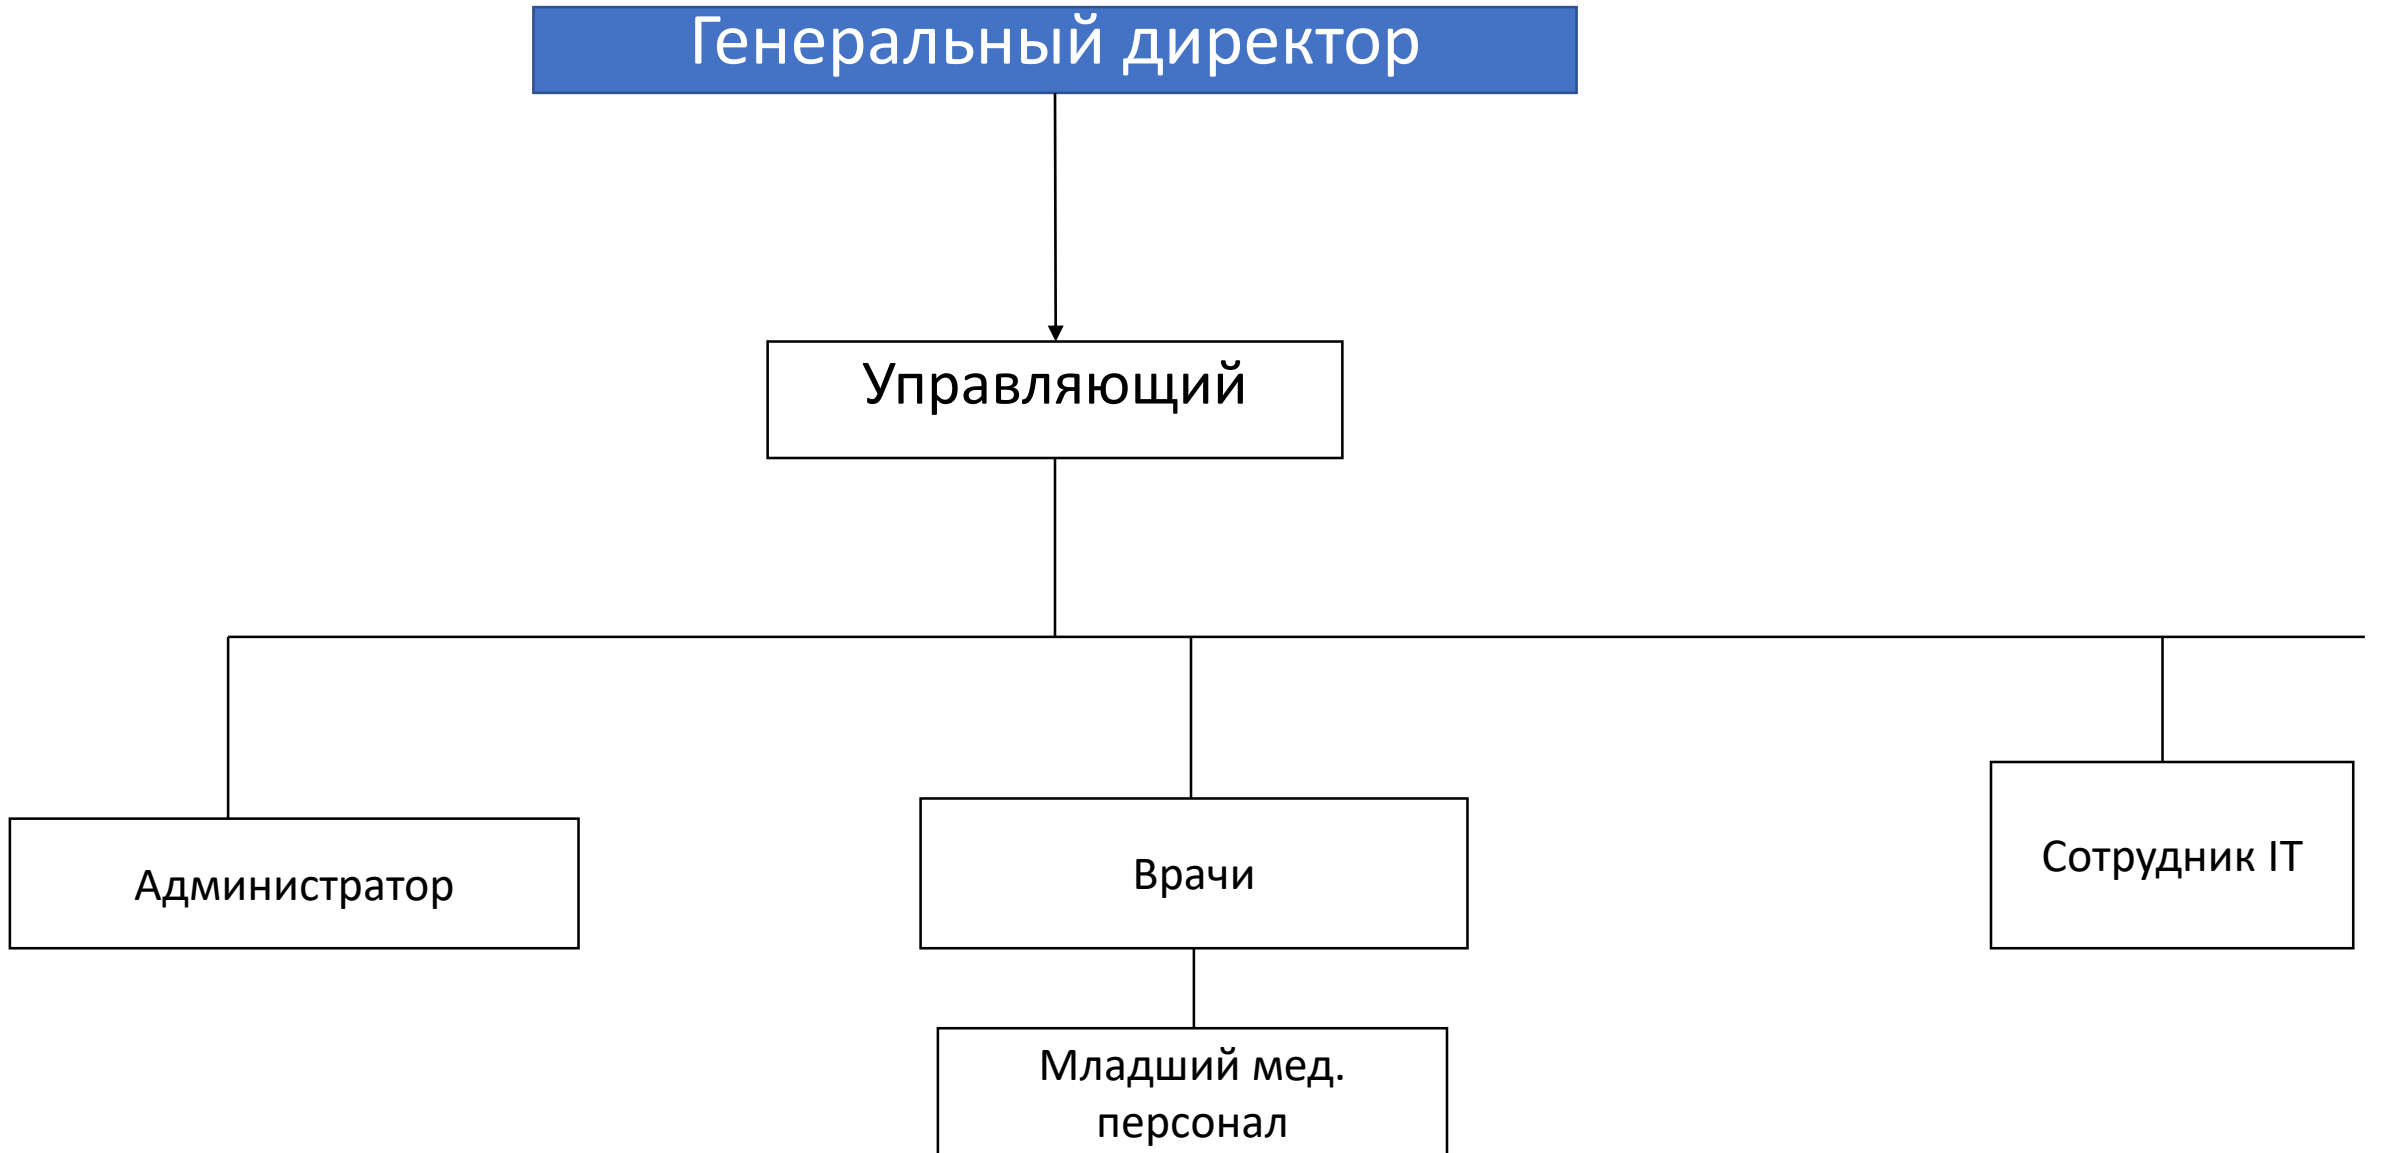 Генеральный директор
Управляющий
Администратор
Врачи
Сотрудник IT
Младший мед.
персонал